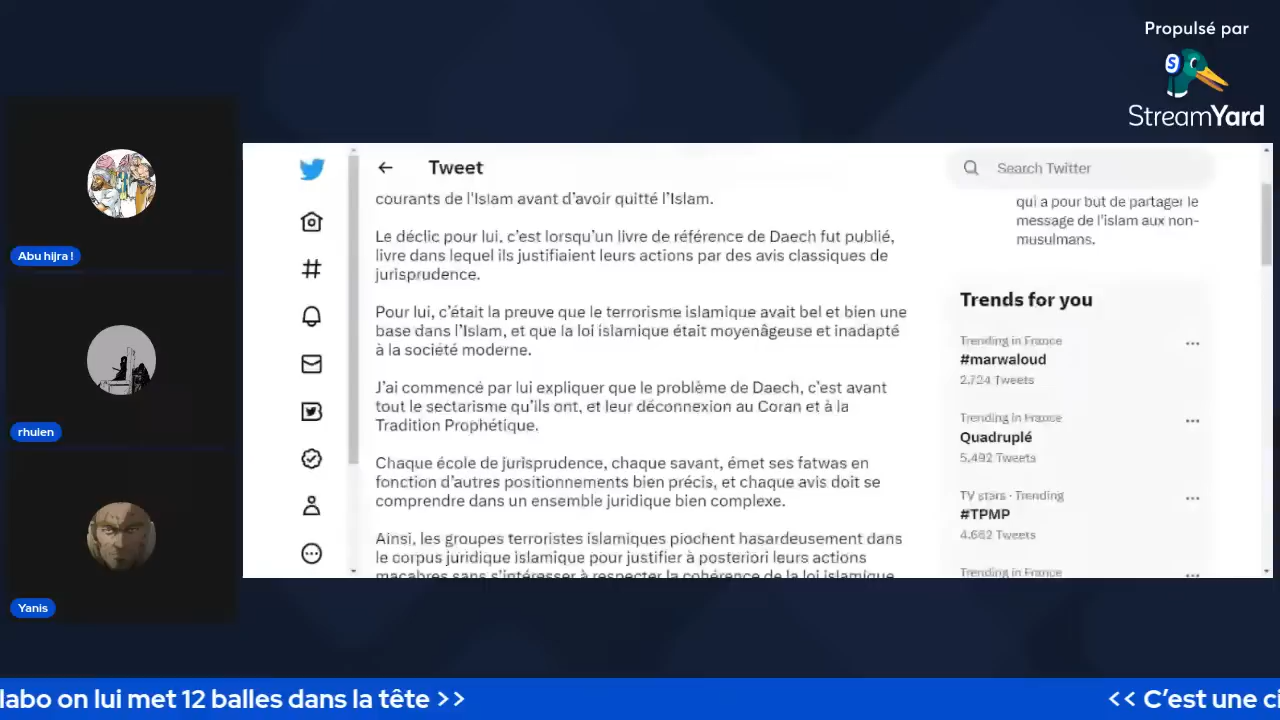 Propulsé par
StreamYard
Abu hijra !
rhulen
Yanis
Tweet
courants de l'Islam avant d'avoir quitté l'Islam.
Le déclic pour lui, c'est lorsqu'un livre de référence de Daech fut publié,
livre dans lequel ils justifiaient leurs actions par des avis classiques de
jurisprudence.
Pour lui, c'était la preuve que le terrorisme islamique avait bel et bien une
base dans l'Islam, et que la loi islamique était moyenâgeuse et inadapté
à la société moderne.
J'ai commencé par lui expliquer que le problème de Daech, c'est avant
tout le sectarisme qu'ils ont, et leur déconnexion au Coran et à la
Tradition Prophétique.
Chaque école de jurisprudence, chaque savant, émet ses fatwas en
fonction d'autres positionnements bien précis, et chaque avis doit se
comprendre dans un ensemble juridique bien complexe.
Ainsi, les groupes terroristes islamiques piochent hasardeusement dans
le corpus juridique islamique pour justifier à posteriori leurs actions
macabres sans s'intéresser à respecter la cohérence de la loi islamique
Search Twitter
qui a pour but de partager le
message de l'islam aux non-
musulmans.
Trends for you
Trending in France
#marwaloud
2,724 Tweets
Trending in France
Quadruplé
5,492 Tweets
TV stars · Trending
#TPMP
4,662 Tweets
Trending in France
labo on lui met 12 balles dans la tête >>
<< C'est une ci